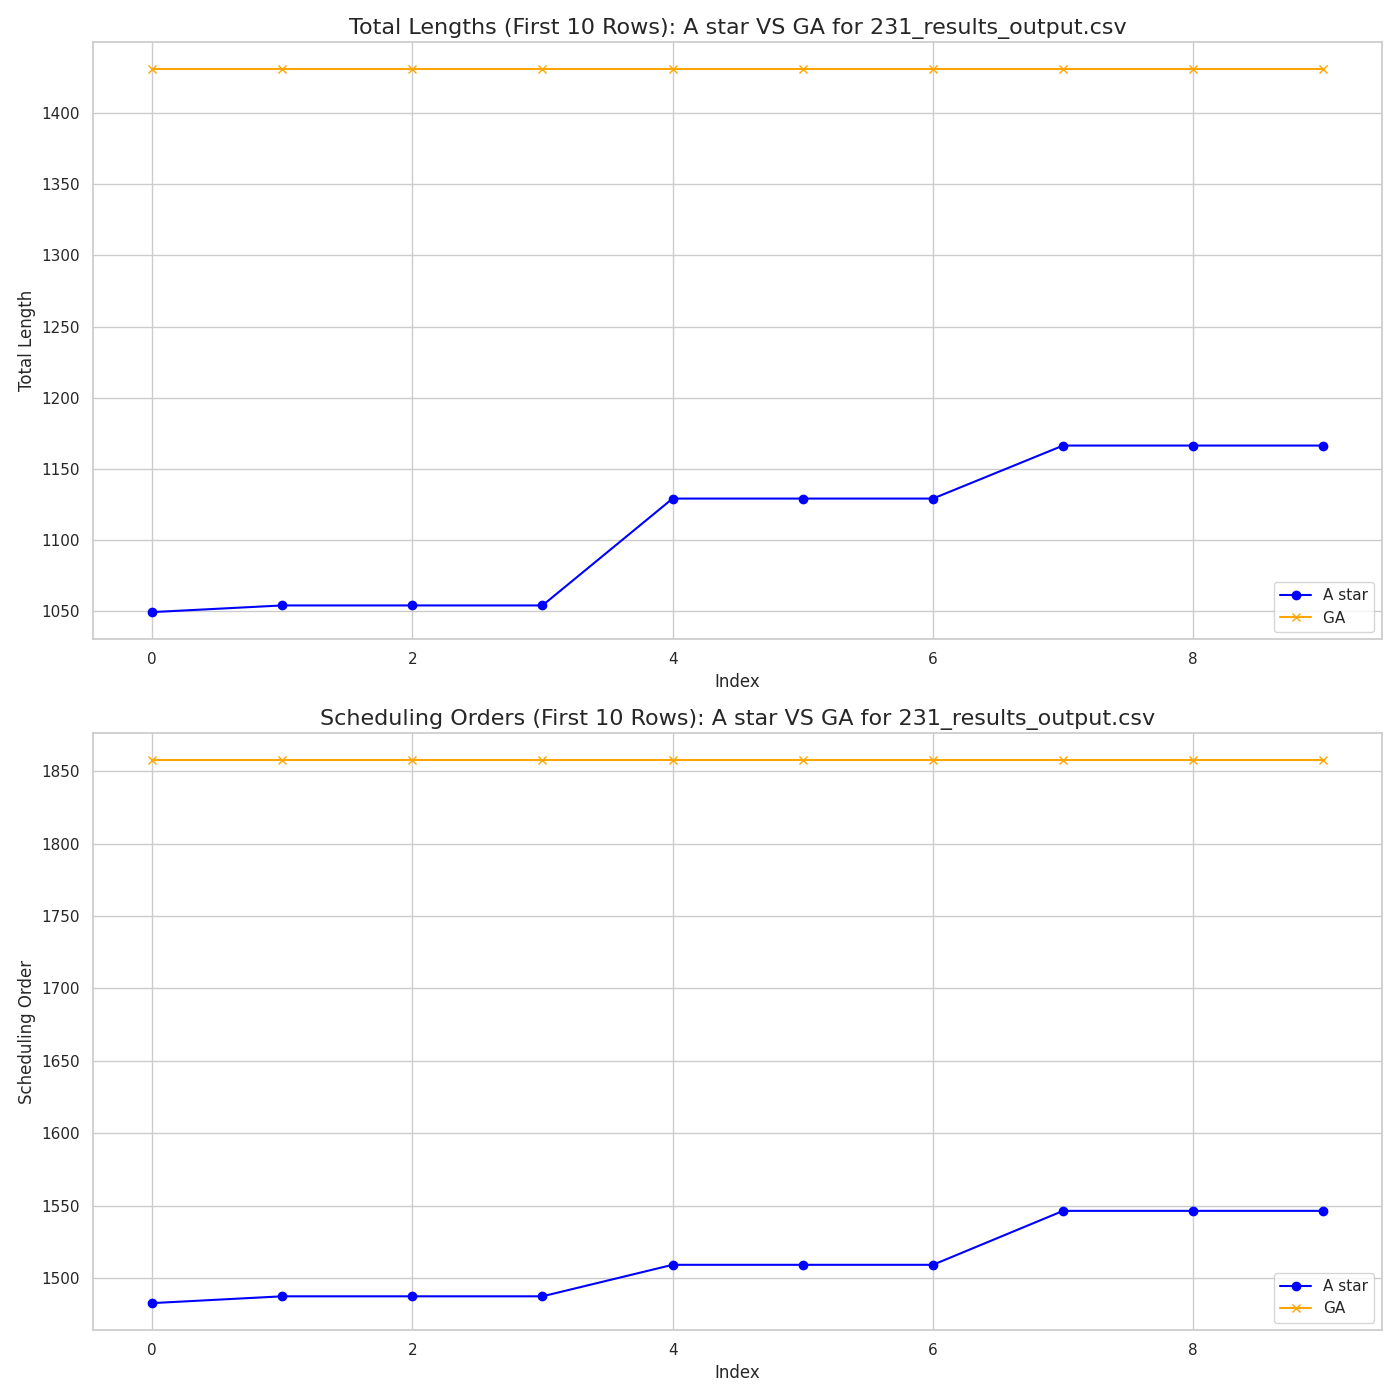 Total Lengths (First 10 Rows): A star VS GA for 231_results_output.csv
1400
1350
1300
1250
1200
1150
1100
1050
Total Length
A star
GA
0
2
4
6
8
Index
Scheduling Orders (First 10 Rows): A star VS GA for 231_results_output.csv
1850
1800
1750
1700
1650
1600
1550
1500
Scheduling Order
A star
GA
0
2
4
6
8
Index